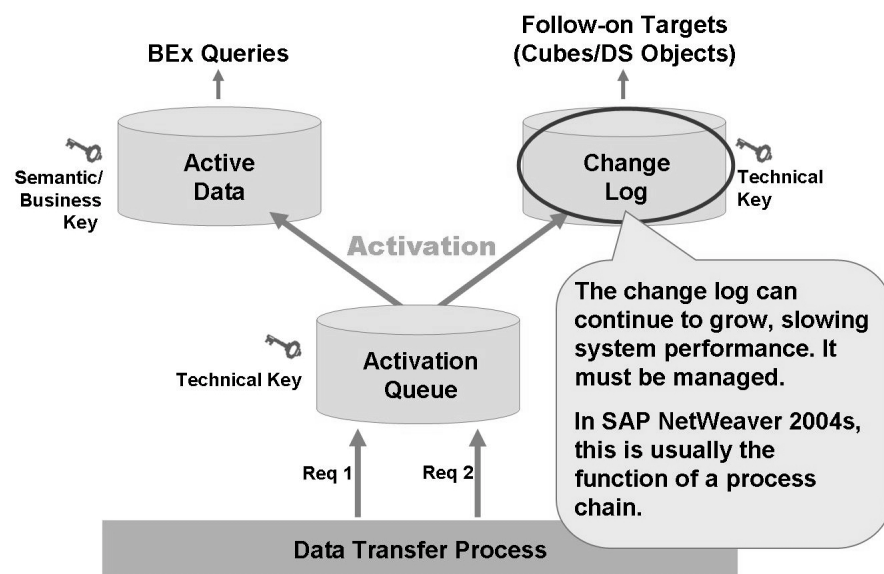 Follow-on Targets
(Cubes/DS Objects)
BEx Queries
Active
Data
Change
Log
Semantic/
Business
Key
Technical
Key
Activation
The change log can
continue to grow, slowing
system performance. It
must be managed.
In SAP NetWeaver 2004s,
this is usually the
function of a process
chain.
Activation
Queue
Technical Key
Req 1
Req 2
Data Transfer Process